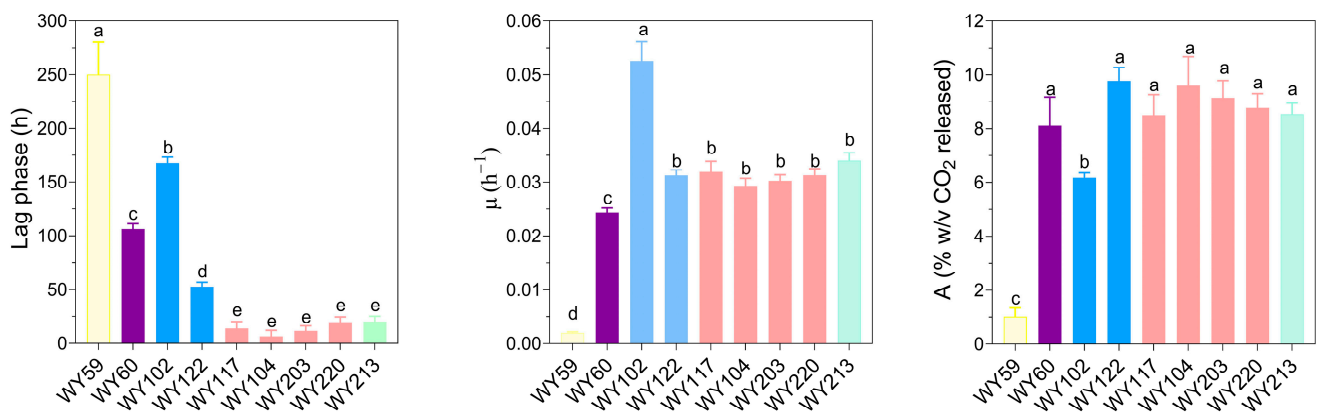 Lag phase (h)
300
250
200
150
100
50
0
a
c
b
d
e
e
e
e
e
WY59
WY60
WY102
WY122
WY117
WY104
WY203
WY220
WY213
μ (h⁻¹)
0.06
0.05
0.04
0.03
0.02
0.01
0.00
d
c
a
b
b
b
b
b
b
WY59
WY60
WY102
WY122
WY117
WY104
WY203
WY220
WY213
A (% w/v CO₂ released)
12
10
8
6
4
2
0
c
a
b
a
a
a
a
a
a
WY59
WY60
WY102
WY122
WY117
WY104
WY203
WY220
WY213